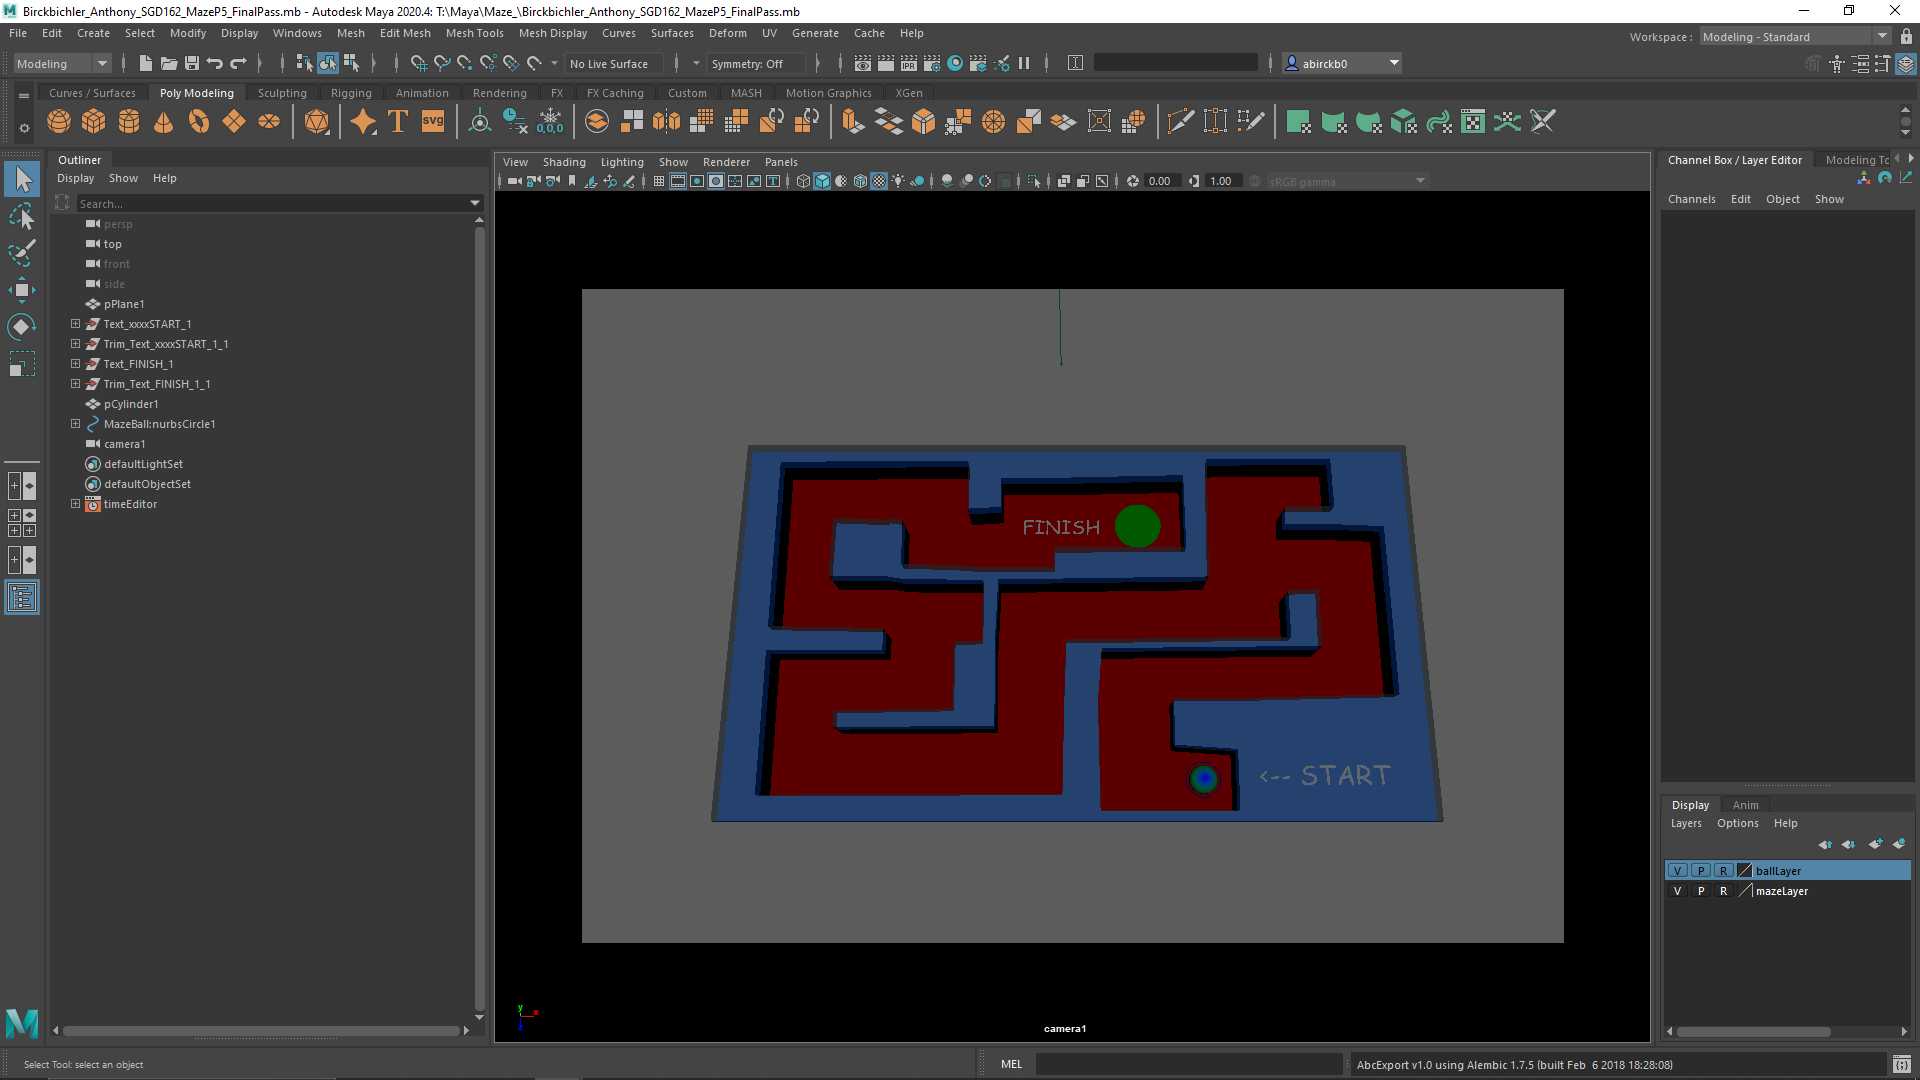 Birckbichler_Anthony_SGD162_MazeP5_FinalPass.mb - Autodesk Maya 2020.4: T:\Maya\Maze_\Birckbichler_Anthony_SGD162_MazeP5_FinalPass.mb
File Edit Create Select Modify Display Windows Mesh Edit Mesh Mesh Tools Mesh Display Curves Surfaces Deform UV Generate Cache Help
Workspace : Modeling - Standard
Modeling No Live Surface Symmetry: Off abirckb0
Curves / Surfaces Poly Modeling Sculpting Rigging Animation Rendering FX FX Caching Custom MASH Motion Graphics XGen
T svg 0,0,0
Outliner
Display Show Help
Search...
persp
top
front
side
pPlane1
Text_xxxxSTART_1
Trim_Text_xxxxSTART_1_1
Text_FINISH_1
Trim_Text_FINISH_1_1
pCylinder1
MazeBall:nurbsCircle1
camera1
defaultLightSet
defaultObjectSet
timeEditor
View Shading Lighting Show Renderer Panels
0.00 1.00 sRGB gamma
FINISH
<-- START
y
x
camera1
Channel Box / Layer Editor Modeling To
Channels Edit Object Show
Display Anim
Layers Options Help
V P R ballLayer
V P R mazeLayer
M
Select Tool: select an object
MEL
AbcExport v1.0 using Alembic 1.7.5 (built Feb 6 2018 18:28:08)